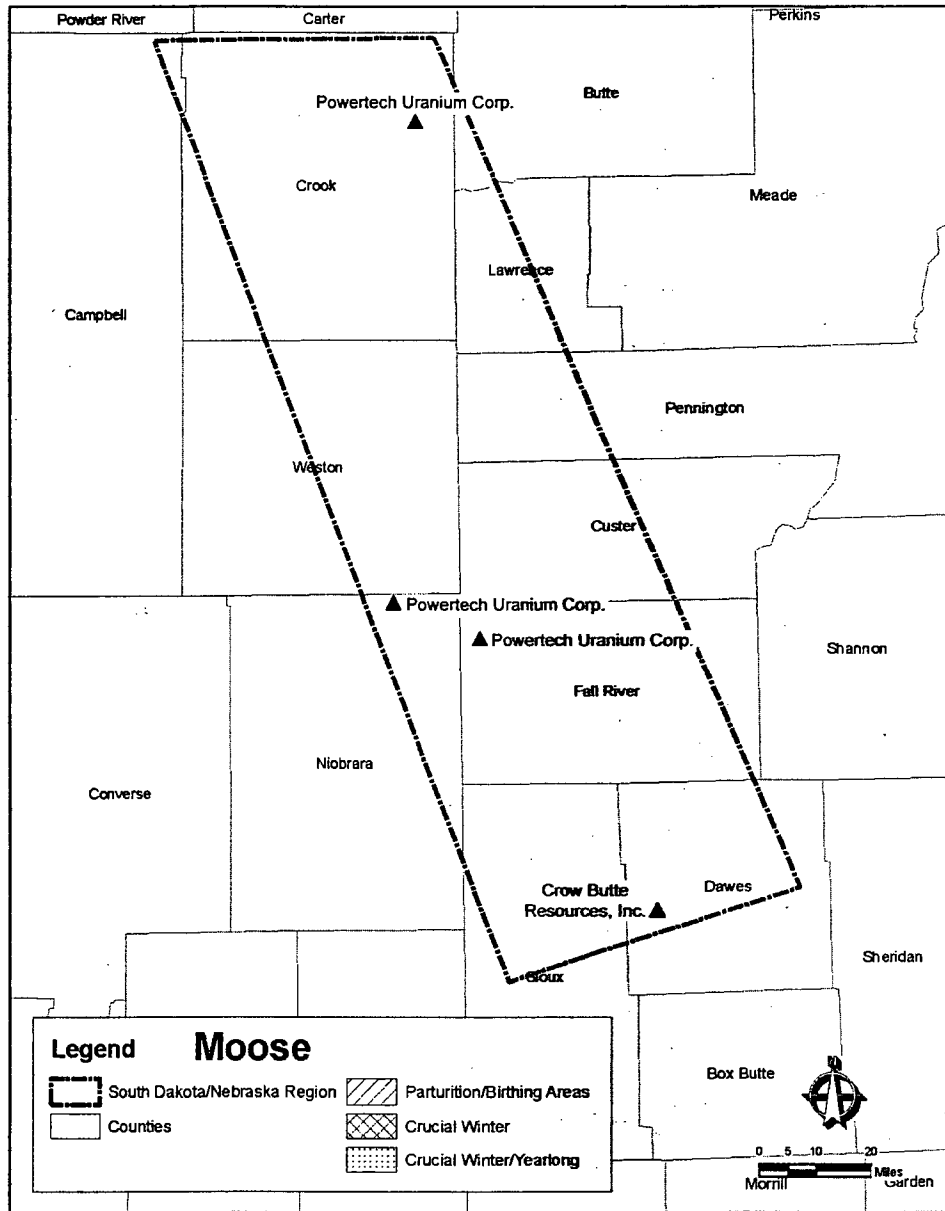 Powder River
Carter
Perkins
Butte
Powertech Uranium Corp.
Crook
Meade
Lawrence
Campbell
Pennington
Weston
Custer
Powertech Uranium Corp.
Powertech Uranium Corp.
Shannon
Fall River
Niobrara
Converse
Crow Butte
Resources, Inc.
Dawes
Sheridan
Sioux
Box Butte
Legend
Moose
South Dakota/Nebraska Region
Counties
Parturition/Birthing Areas
Crucial Winter
Crucial Winter/Yearlong
N
0 5 10 20
Miles
Morrill
Garden